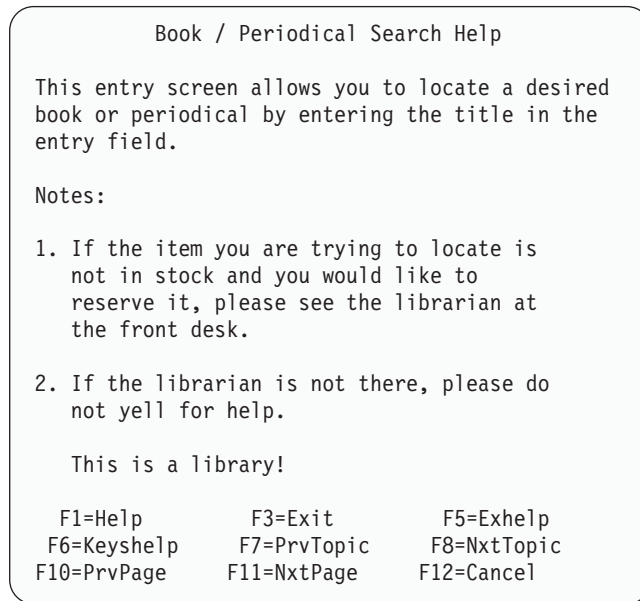 Book / Periodical Search Help
This entry screen allows you to locate a desired
book or periodical by entering the title in the
entry field.
Notes:
1. If the item you are trying to locate is
not in stock and you would like to
reserve it, please see the librarian at
the front desk.
2. If the librarian is not there, please do
not yell for help.
This is a library!
F1=Help F3=Exit F5=Exhelp
F6=Keyshelp F7=PrvTopic F8=NxtTopic
F10=PrvPage F11=NxtPage F12=Cancel